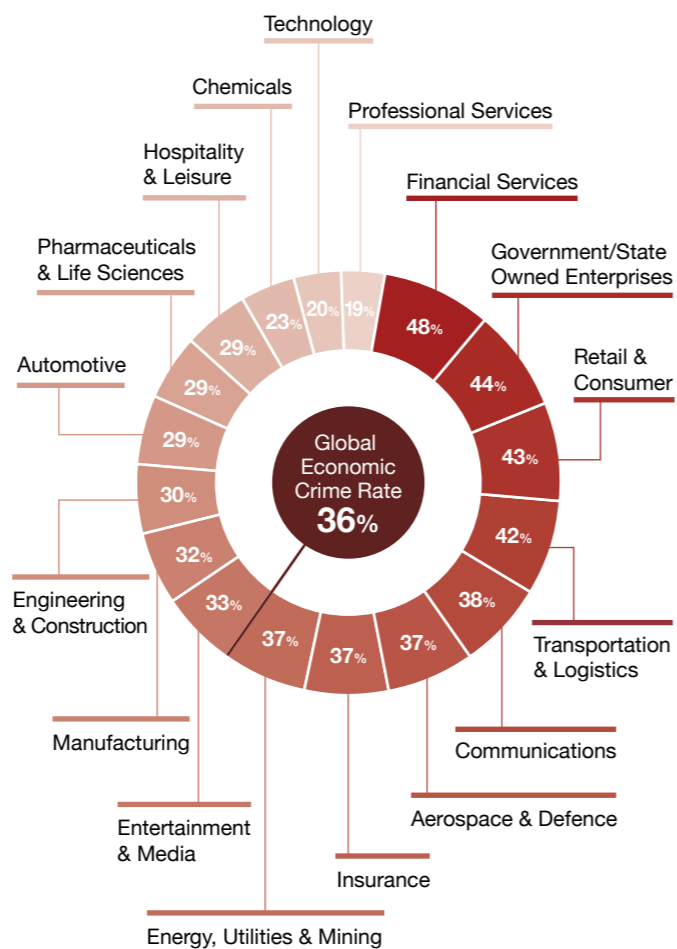 Technology
Chemicals
Professional Services
Hospitality
& Leisure
Financial Services
Pharmaceuticals
& Life Sciences
Government/State
Owned Enterprises
Automotive
Retail &
Consumer
19%
20%
23%
29%
29%
29%
30%
32%
33%
37%
37%
37%
38%
42%
43%
44%
48%
Global
Economic
Crime Rate
36%
Engineering
& Construction
Transportation
& Logistics
Manufacturing
Communications
Entertainment
& Media
Aerospace & Defence
Insurance
Energy, Utilities & Mining